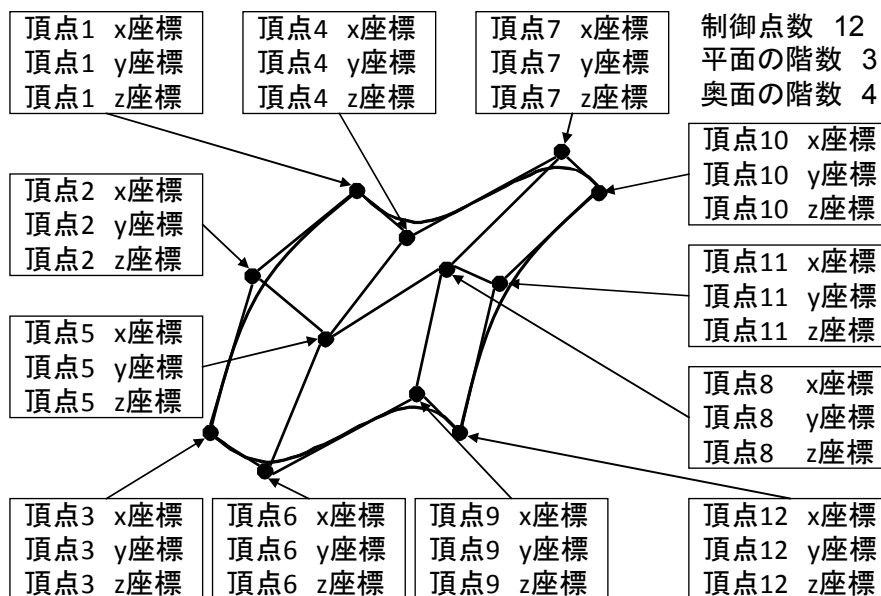 頂点1 x座標
頂点1 y座標
頂点1 z座標
頂点4 x座標
頂点4 y座標
頂点4 z座標
頂点7 x座標
頂点7 y座標
頂点7 z座標
制御点数 12
平面の階数 3
奥面の階数 4
頂点10 x座標
頂点10 y座標
頂点10 z座標
頂点2 x座標
頂点2 y座標
頂点2 z座標
頂点11 x座標
頂点11 y座標
頂点11 z座標
頂点5 x座標
頂点5 y座標
頂点5 z座標
頂点8 x座標
頂点8 y座標
頂点8 z座標
頂点3 x座標
頂点3 y座標
頂点3 z座標
頂点6 x座標
頂点6 y座標
頂点6 z座標
頂点9 x座標
頂点9 y座標
頂点9 z座標
頂点12 x座標
頂点12 y座標
頂点12 z座標